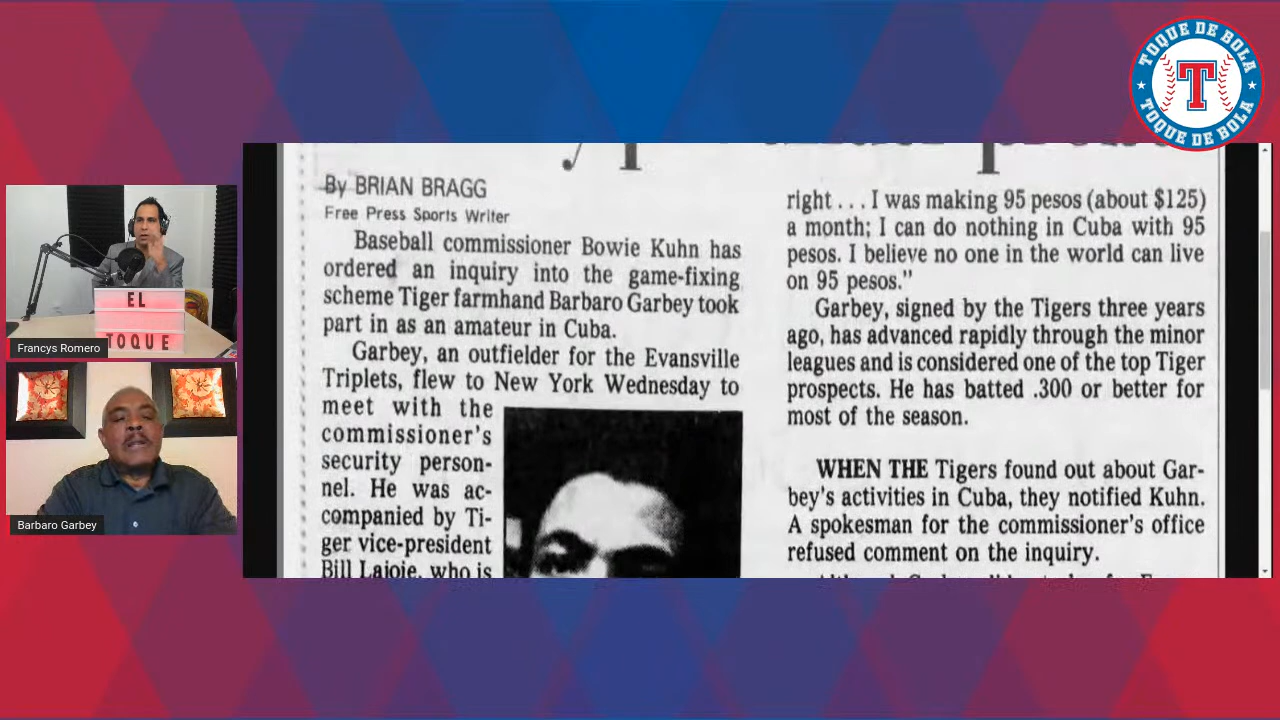 TOQUE DE BOLA
T
TOQUE DE BOLA
EL
TOQUE
Francys Romero
Barbaro Garbey
By BRIAN BRAGG
Free Press Sports Writer
Baseball commissioner Bowie Kuhn has
ordered an inquiry into the game-fixing
scheme Tiger farmhand Barbaro Garbey took
part in as an amateur in Cuba.
Garbey, an outfielder for the Evansville
Triplets, flew to New York Wednesday to
meet with the
commissioner's
security person-
nel. He was ac-
companied by Ti-
ger vice-president
Bill Lajoie, who is
right . . . I was making 95 pesos (about $125)
a month; I can do nothing in Cuba with 95
pesos. I believe no one in the world can live
on 95 pesos."
Garbey, signed by the Tigers three years
ago, has advanced rapidly through the minor
leagues and is considered one of the top Tiger
prospects. He has batted .300 or better for
most of the season.
WHEN THE Tigers found out about Gar-
bey's activities in Cuba, they notified Kuhn.
A spokesman for the commissioner's office
refused comment on the inquiry.